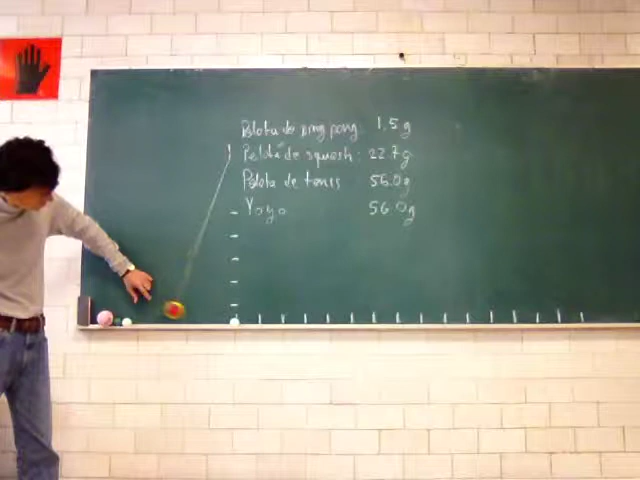 Pelota de ping pong: 1.5 g
Pelota de squash: 22.7 g
Pelota de tenis 56.0 g
Yoyo 56.0 g